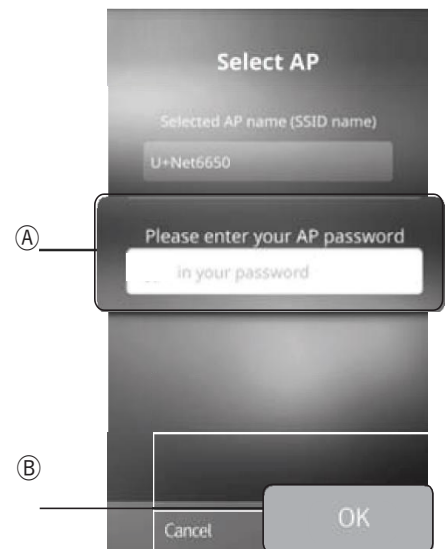 Select AP
Selected AP name (SSID name)
U+Net6650
Ⓐ
Please enter your AP password
in your password
Ⓑ
Cancel
OK